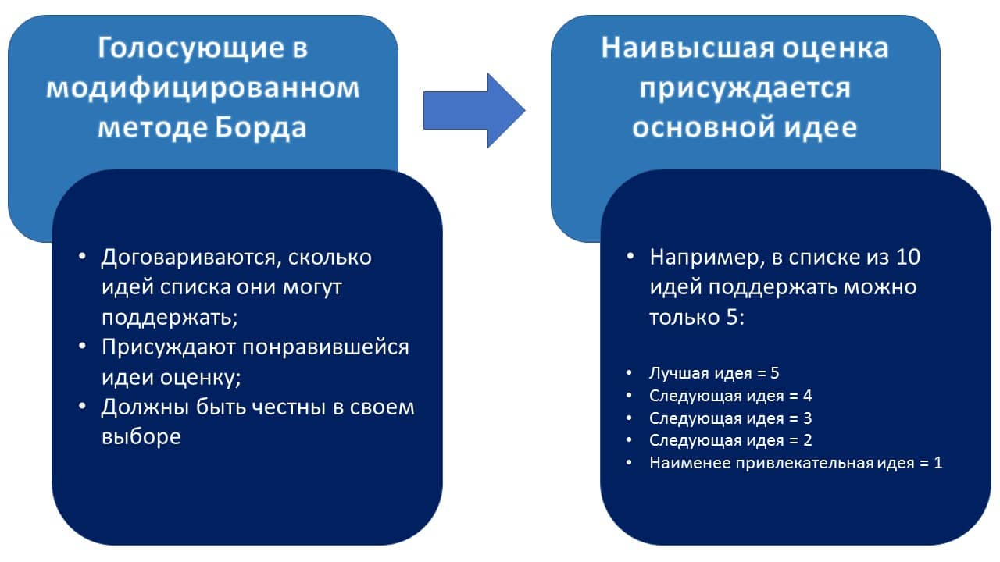 Голосующие в
модифицированном
методе Борда
• Договариваются, сколько
идей списка они могут
поддержать;
• Присуждают понравившейся
идеи оценку;
• Должны быть честны в своем
выборе
Наивысшая оценка
присуждается
основной идее
• Например, в списке из 10
идей поддержать можно
только 5:
• Лучшая идея = 5
• Следующая идея = 4
• Следующая идея = 3
• Следующая идея = 2
• Наименее привлекательная идея = 1